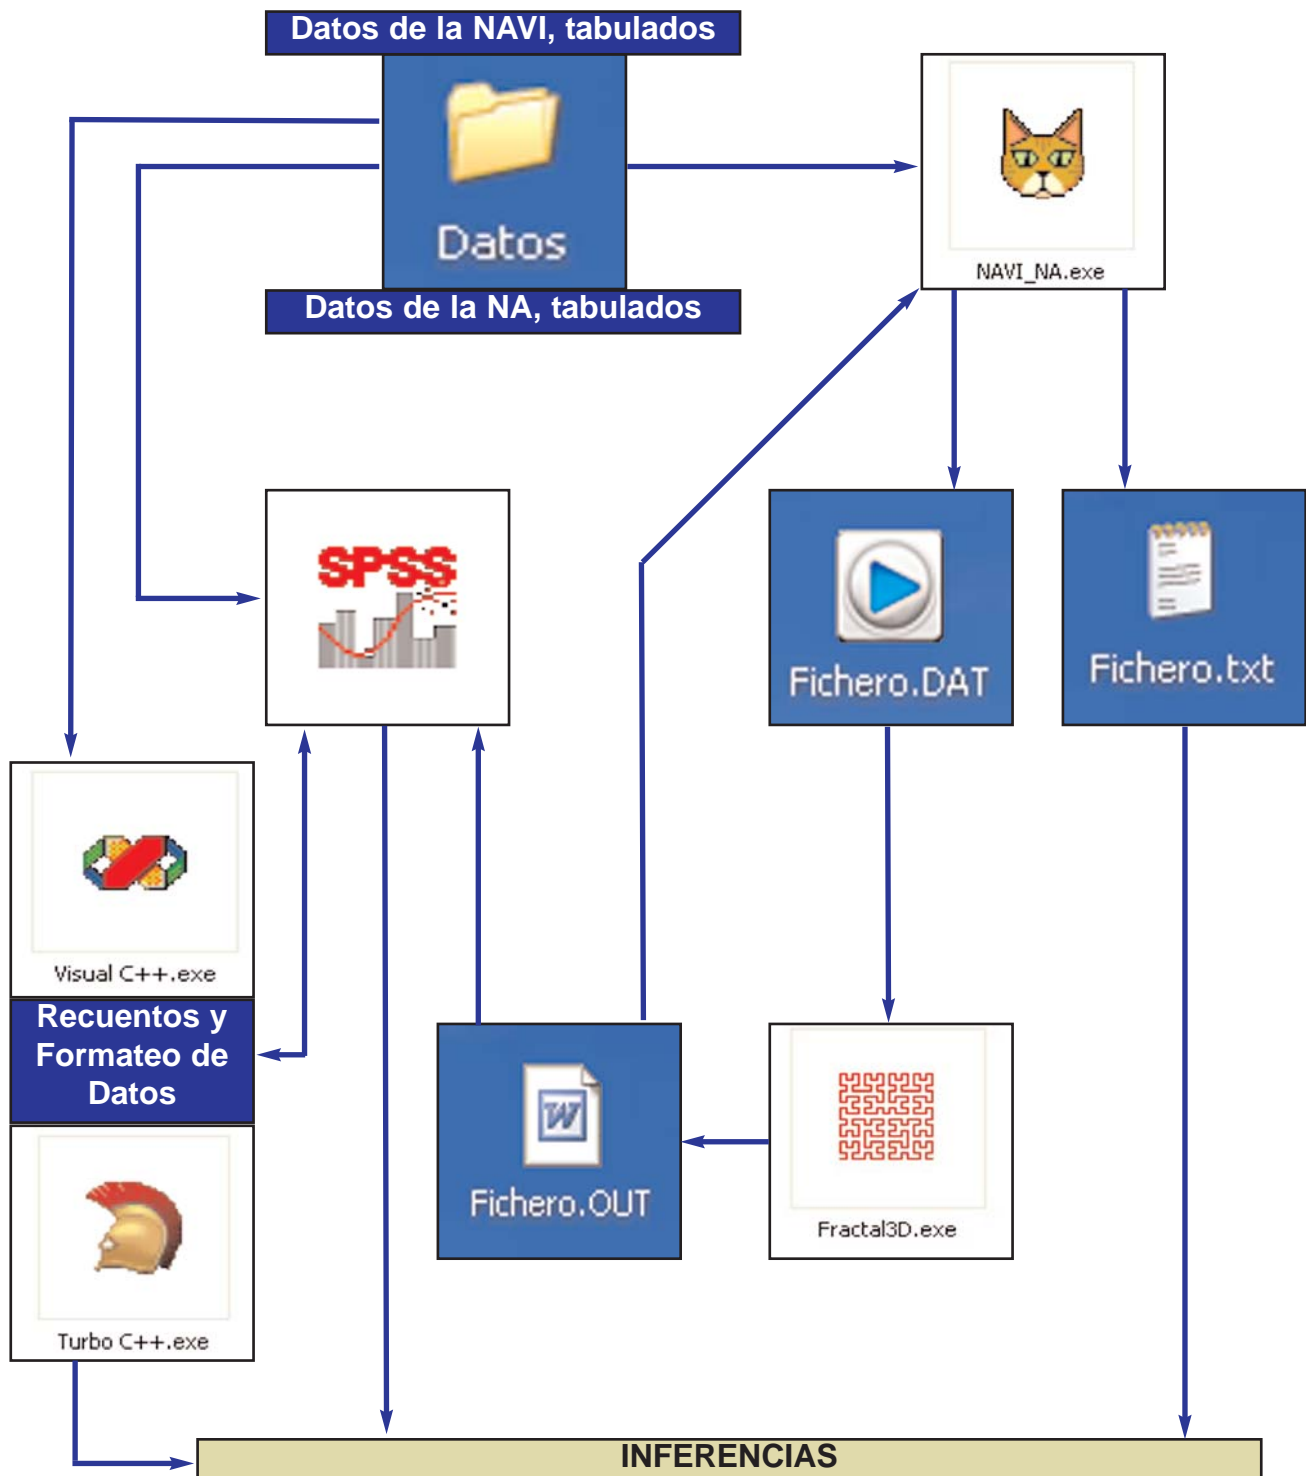 Datos de la NAVI, tabulados
Datos
NAVI_NA.exe
Datos de la NA, tabulados
SPSS
Fichero.DAT
Fichero.txt
Visual C++.exe
Recuentos y
Formateo de
Datos
W
Fichero.OUT
Fractal3D.exe
Turbo C++.exe
INFERENCIAS